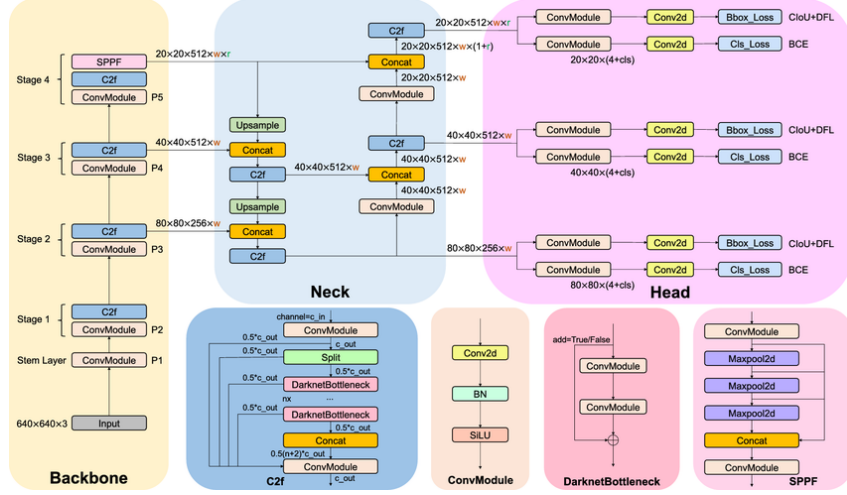 SPPF
C2f
ConvModule
P5
Stage 4
C2f
ConvModule
P4
Stage 3
C2f
ConvModule
P3
Stage 2
C2f
ConvModule
P2
Stage 1
Stem Layer
ConvModule
P1
640×640×3
Input
Backbone
20×20×512×w×r
40×40×512×w
80×80×256×w
Upsample
Concat
C2f
Upsample
Concat
C2f
40×40×512×w
C2f
20×20×512×w×(1+r)
Concat
20×20×512×w
ConvModule
C2f
40×40×512×w
Concat
40×40×512×w
ConvModule
Neck
20×20×512×w×r
ConvModule
Conv2d
Bbox_Loss
CIoU+DFL
ConvModule
Conv2d
Cls_Loss
BCE
20×20×(4+cls)
40×40×512×w
ConvModule
Conv2d
Bbox_Loss
CIoU+DFL
ConvModule
Conv2d
Cls_Loss
BCE
40×40×(4+cls)
80×80×256×w
ConvModule
Conv2d
Bbox_Loss
CIoU+DFL
ConvModule
Conv2d
Cls_Loss
BCE
80×80×(4+cls)
Head
channel=c_in
ConvModule
0.5*c_out
c_out
0.5*c_out
Split
0.5*c_out
0.5*c_out
DarknetBottleneck
nx
...
0.5*c_out
DarknetBottleneck
0.5*c_out
Concat
0.5(n+2)*c_out
ConvModule
C2f
c_out
Conv2d
BN
SiLU
ConvModule
add=True/False
ConvModule
ConvModule
DarknetBottleneck
ConvModule
Maxpool2d
Maxpool2d
Maxpool2d
Concat
ConvModule
SPPF